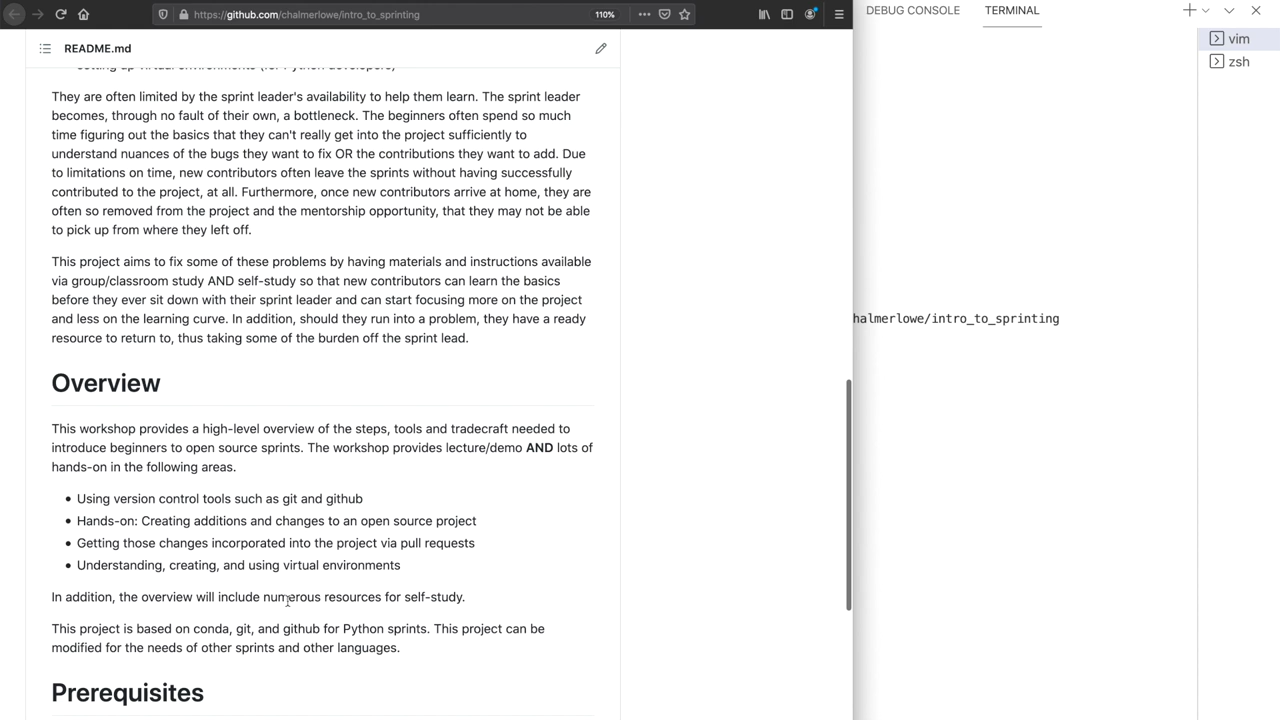 https://github.com/chalmerlowe/intro_to_sprinting
110%
DEBUG CONSOLE
TERMINAL
vim
zsh
README.md
Setting up virtual environments (for Python developers)
They are often limited by the sprint leader's availability to help them learn. The sprint leader
becomes, through no fault of their own, a bottleneck. The beginners often spend so much
time figuring out the basics that they can't really get into the project sufficiently to
understand nuances of the bugs they want to fix OR the contributions they want to add. Due
to limitations on time, new contributors often leave the sprints without having successfully
contributed to the project, at all. Furthermore, once new contributors arrive at home, they are
often so removed from the project and the mentorship opportunity, that they may not be able
to pick up from where they left off.
This project aims to fix some of these problems by having materials and instructions available
via group/classroom study AND self-study so that new contributors can learn the basics
before they ever sit down with their sprint leader and can start focusing more on the project
and less on the learning curve. In addition, should they run into a problem, they have a ready
resource to return to, thus taking some of the burden off the sprint lead.
halmerlowe/intro_to_sprinting
Overview
This workshop provides a high-level overview of the steps, tools and tradecraft needed to
introduce beginners to open source sprints. The workshop provides lecture/demo AND lots of
hands-on in the following areas.
• Using version control tools such as git and github
• Hands-on: Creating additions and changes to an open source project
• Getting those changes incorporated into the project via pull requests
• Understanding, creating, and using virtual environments
In addition, the overview will include numerous resources for self-study.
This project is based on conda, git, and github for Python sprints. This project can be
modified for the needs of other sprints and other languages.
Prerequisites